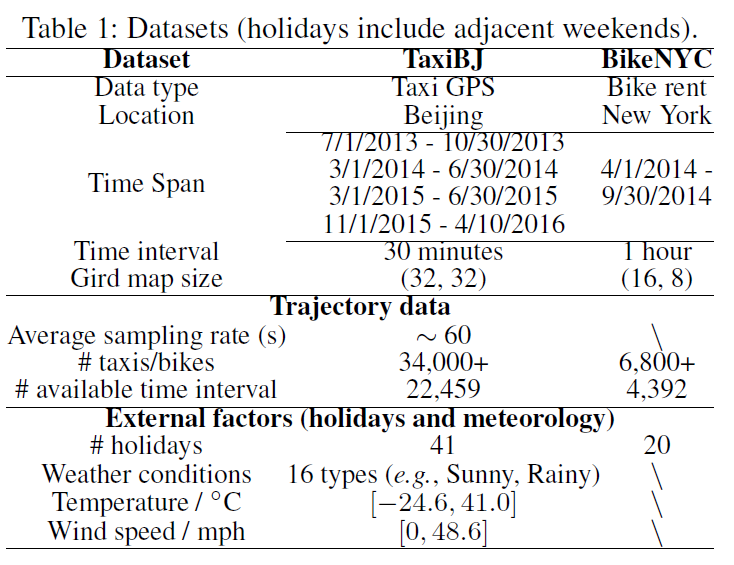 Table 1: Datasets (holidays include adjacent weekends).
Dataset TaxiBJ BikeNYC
Data type Taxi GPS Bike rent
Location Beijing New York
Time Span 7/1/2013 - 10/30/2013
3/1/2014 - 6/30/2014 4/1/2014 -
3/1/2015 - 6/30/2015 9/30/2014
11/1/2015 - 4/10/2016
Time interval 30 minutes 1 hour
Gird map size (32, 32) (16, 8)
Trajectory data
Average sampling rate (s) ∼ 60 \
# taxis/bikes 34,000+ 6,800+
# available time interval 22,459 4,392
External factors (holidays and meteorology)
# holidays 41 20
Weather conditions 16 types (e.g., Sunny, Rainy) \
Temperature / °C [−24.6, 41.0] \
Wind speed / mph [0, 48.6] \